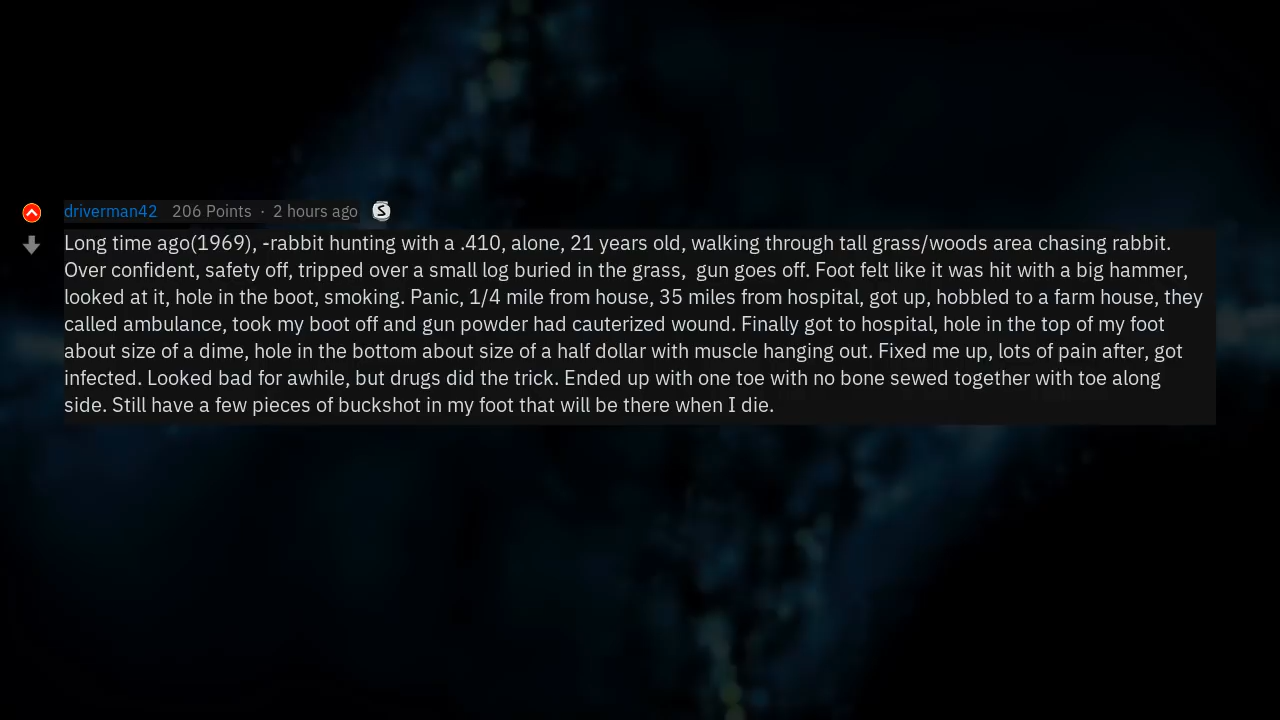 driverman42 206 Points · 2 hours ago S
Long time ago(1969), -rabbit hunting with a .410, alone, 21 years old, walking through tall grass/woods area chasing rabbit.
Over confident, safety off, tripped over a small log buried in the grass,  gun goes off. Foot felt like it was hit with a big hammer,
looked at it, hole in the boot, smoking. Panic, 1/4 mile from house, 35 miles from hospital, got up, hobbled to a farm house, they
called ambulance, took my boot off and gun powder had cauterized wound. Finally got to hospital, hole in the top of my foot
about size of a dime, hole in the bottom about size of a half dollar with muscle hanging out. Fixed me up, lots of pain after, got
infected. Looked bad for awhile, but drugs did the trick. Ended up with one toe with no bone sewed together with toe along
side. Still have a few pieces of buckshot in my foot that will be there when I die.